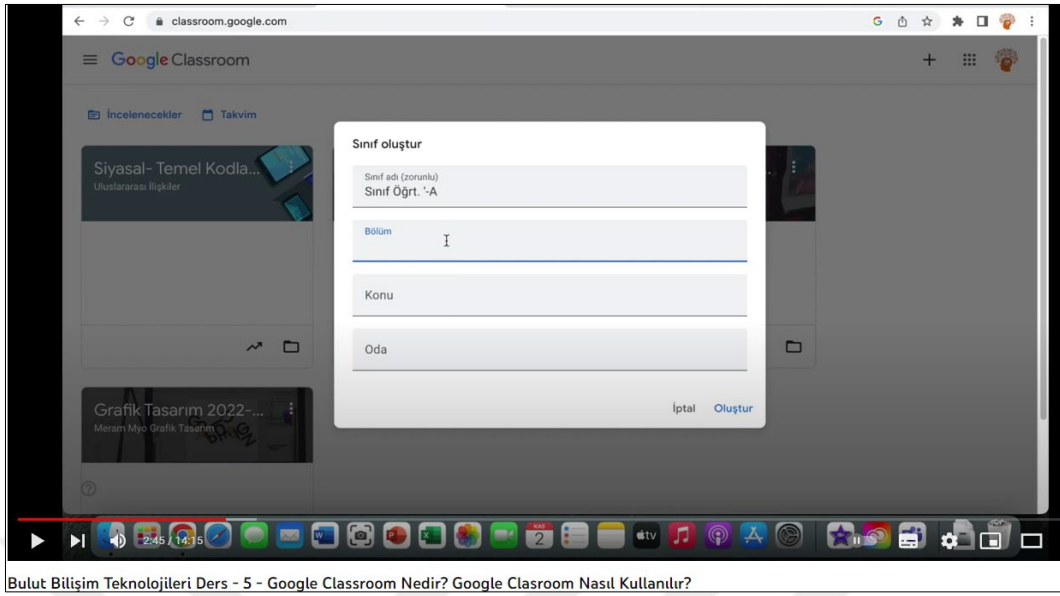 classroom.google.com
Google Classroom
İncelenecekler Takvim
Siyasal- Temel Kodla...
Uluslararası İlişkiler
Sınıf oluştur
Sınıf adı (zorunlu)
Sınıf Öğrt. '-A
Bölüm
Konu
Oda
İptal Oluştur
Grafik Tasarım 2022-...
Meram Myo Grafik Tasarım
KAS
2
tv
2:45 / 14:15
Bulut Bilişim Teknolojileri Ders - 5 - Google Classroom Nedir? Google Clasroom Nasıl Kullanılır?